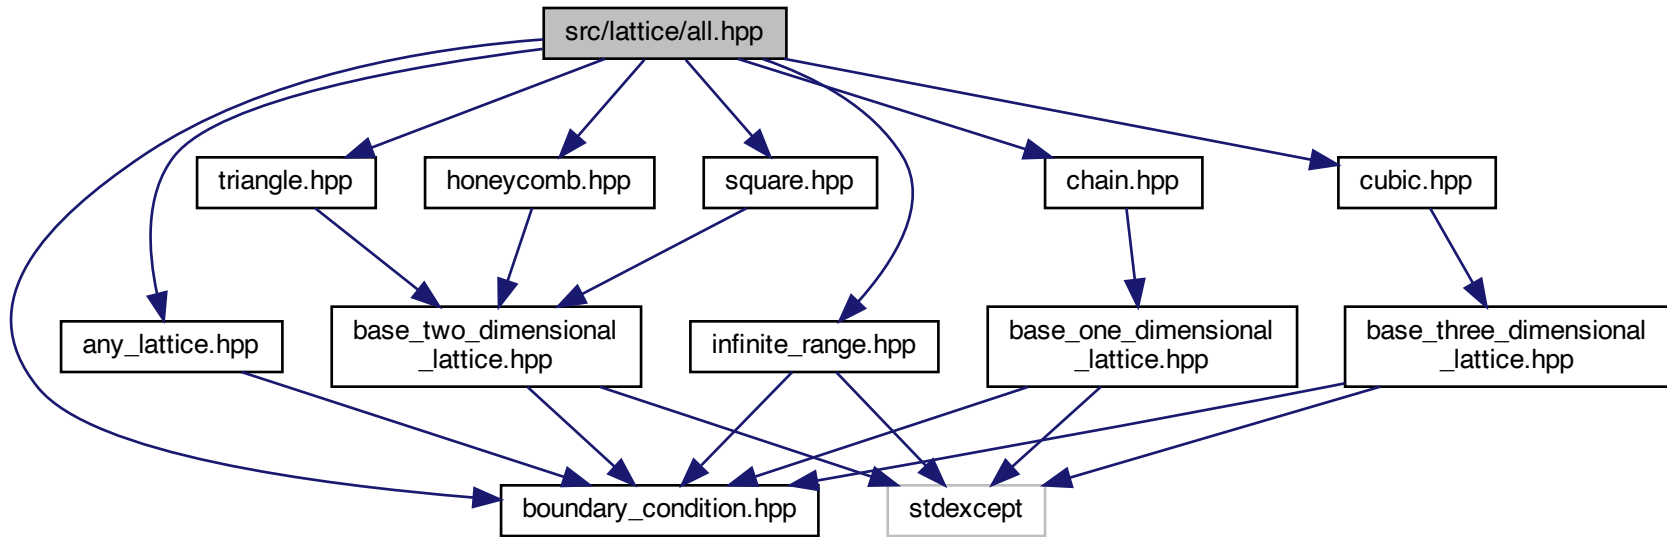 src/lattice/all.hpp
triangle.hpp
honeycomb.hpp
square.hpp
chain.hpp
cubic.hpp
any_lattice.hpp
base_two_dimensional
_lattice.hpp
infinite_range.hpp
base_one_dimensional
_lattice.hpp
base_three_dimensional
_lattice.hpp
boundary_condition.hpp
stdexcept